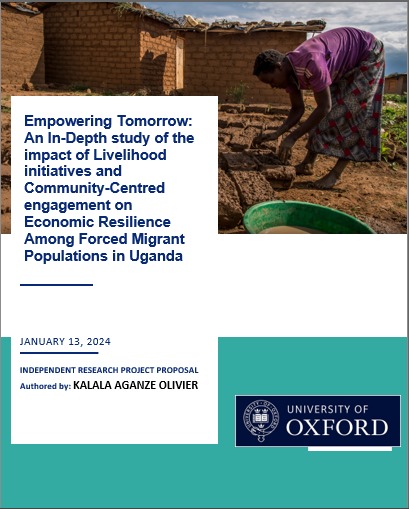 Empowering Tomorrow:
An In-Depth study of the
impact of Livelihood
initiatives and
Community-Centred
engagement on
Economic Resilience
Among Forced Migrant
Populations in Uganda
JANUARY 13, 2024
INDEPENDENT RESEARCH PROJECT PROPOSAL
Authored by: KALALA AGANZE OLIVIER
UNIVERSITY OF
OXFORD